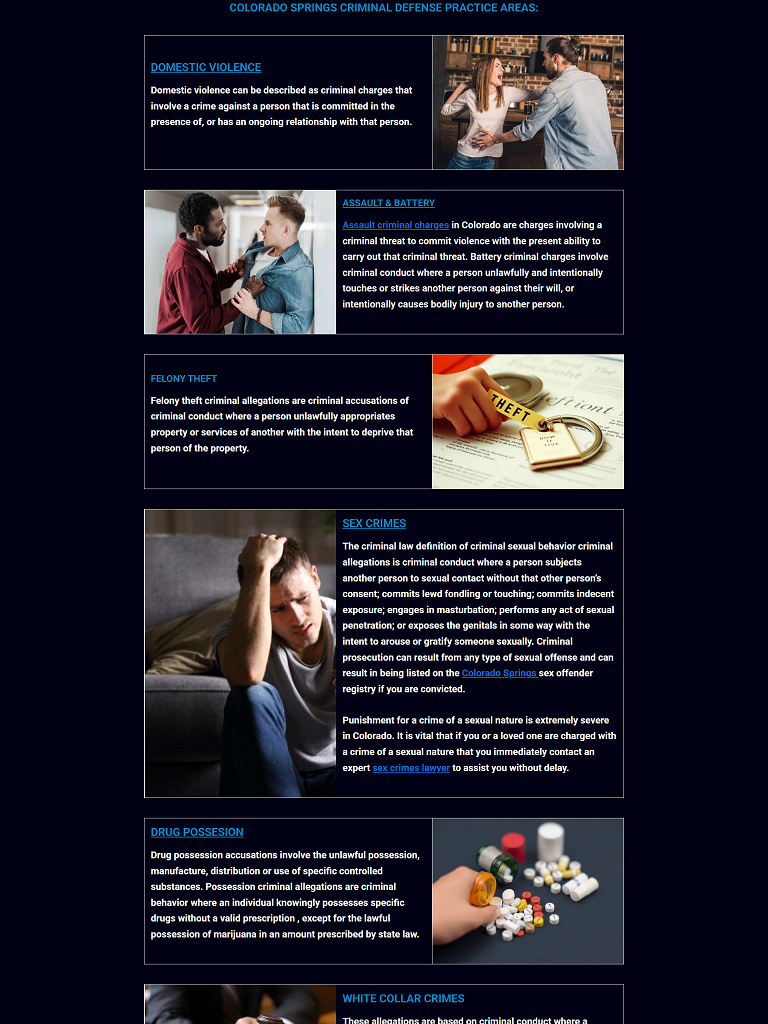 COLORADO SPRINGS CRIMINAL DEFENSE PRACTICE AREAS:
DOMESTIC VIOLENCE
Domestic violence can be described as criminal charges that
involve a crime against a person that is committed in the
presence of, or has an ongoing relationship with that person.
ASSAULT & BATTERY
Assault criminal charges in Colorado are charges involving a
criminal threat to commit violence with the present ability to
carry out that criminal threat. Battery criminal charges involve
criminal conduct where a person unlawfully and intentionally
touches or strikes another person against their will, or
intentionally causes bodily injury to another person.
FELONY THEFT
Felony theft criminal allegations are criminal accusations of
criminal conduct where a person unlawfully appropriates
property or services of another with the intent to deprive that
person of the property.
THEFT
SEX CRIMES
The criminal law definition of criminal sexual behavior criminal
allegations is criminal conduct where a person subjects
another person to sexual contact without that other person's
consent; commits lewd fondling or touching; commits indecent
exposure; engages in masturbation; performs any act of sexual
penetration; or exposes the genitals in some way with the
intent to arouse or gratify someone sexually. Criminal
prosecution can result from any type of sexual offense and can
result in being listed on the Colorado Springs sex offender
registry if you are convicted.
Punishment for a crime of a sexual nature is extremely severe
in Colorado. It is vital that if you or a loved one are charged with
a crime of a sexual nature that you immediately contact an
expert sex crimes lawyer to assist you without delay.
DRUG POSSESION
Drug possession accusations involve the unlawful possession,
manufacture, distribution or use of specific controlled
substances. Possession criminal allegations are criminal
behavior where an individual knowingly possesses specific
drugs without a valid prescription , except for the lawful
possession of marijuana in an amount prescribed by state law.
WHITE COLLAR CRIMES
These allegations are based on criminal conduct where a